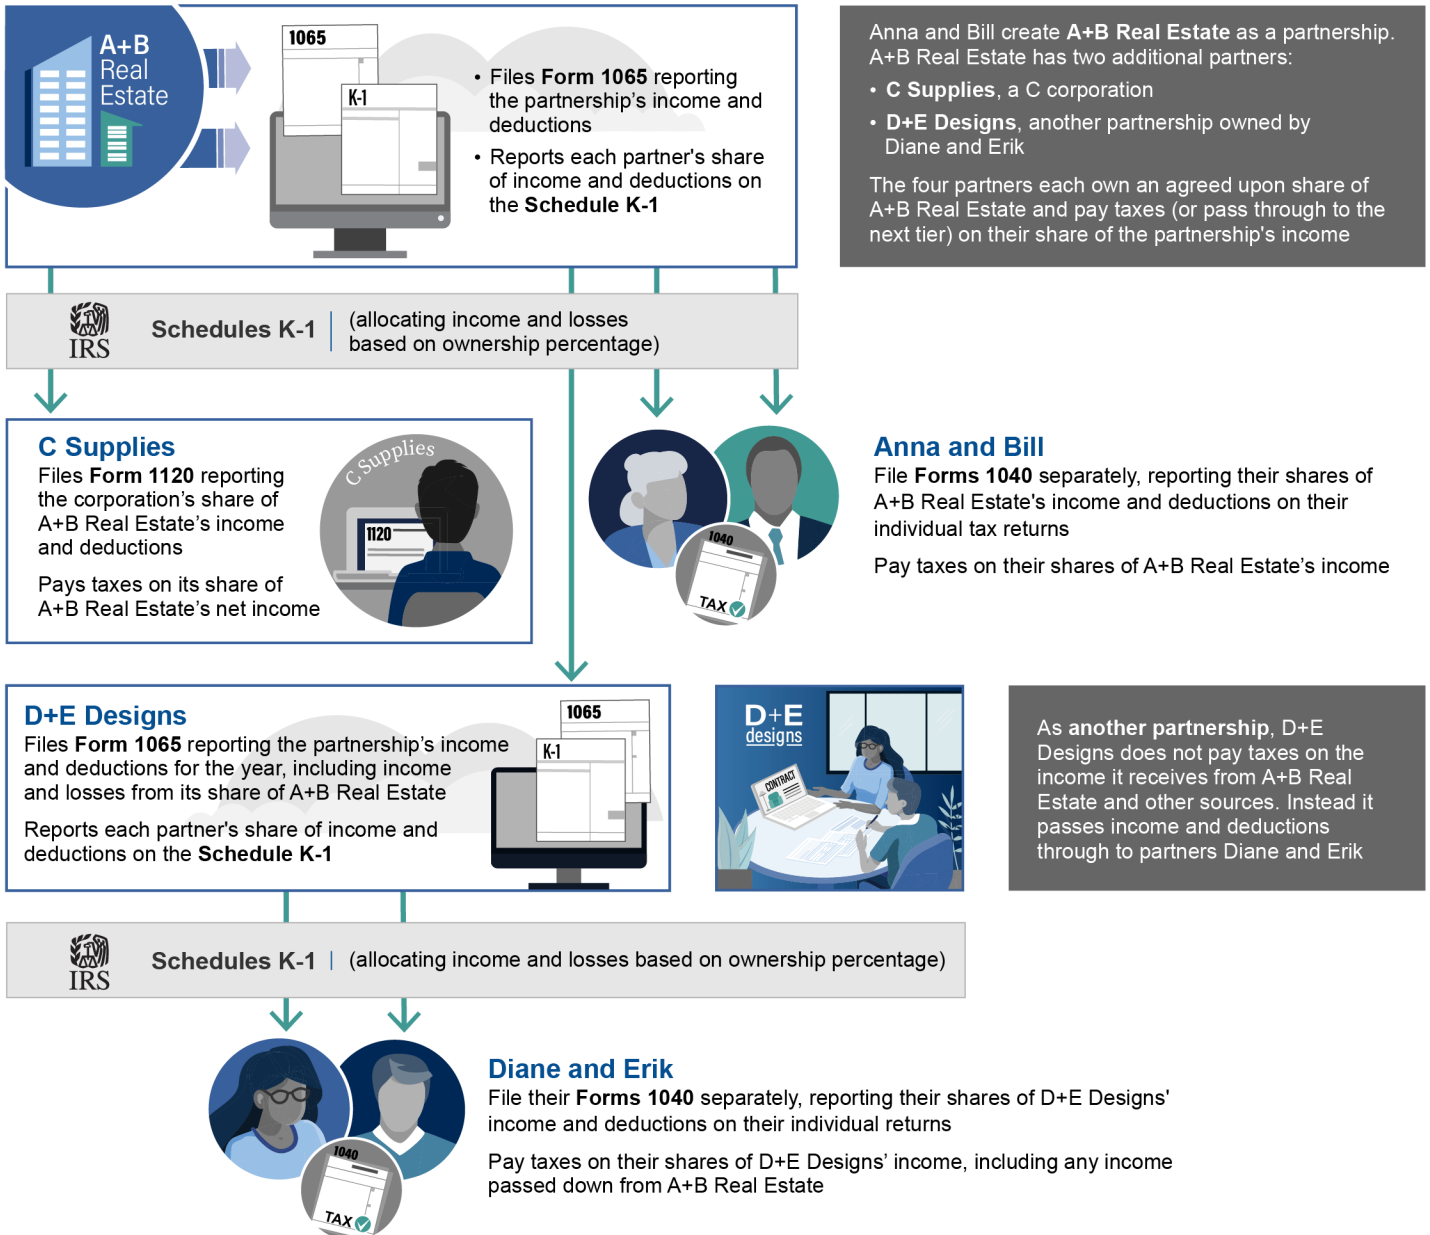 A+B
Real
Estate
1065
K-1
• Files Form 1065 reporting
the partnership’s income and
deductions
• Reports each partner's share
of income and deductions on
the Schedule K-1
Anna and Bill create A+B Real Estate as a partnership.
A+B Real Estate has two additional partners:
• C Supplies, a C corporation
• D+E Designs, another partnership owned by
Diane and Erik
The four partners each own an agreed upon share of
A+B Real Estate and pay taxes (or pass through to the
next tier) on their share of the partnership's income
IRS
Schedules K-1
(allocating income and losses
based on ownership percentage)
C Supplies
Files Form 1120 reporting
the corporation’s share of
A+B Real Estate’s income
and deductions
Pays taxes on its share of
A+B Real Estate’s net income
C Supplies
1120
1040
TAX
Anna and Bill
File Forms 1040 separately, reporting their shares of
A+B Real Estate's income and deductions on their
individual tax returns
Pay taxes on their shares of A+B Real Estate’s income
D+E Designs
Files Form 1065 reporting the partnership’s income
and deductions for the year, including income
and losses from its share of A+B Real Estate
Reports each partner's share of income and
deductions on the Schedule K-1
1065
K-1
D+E
designs
CONTRACT
As another partnership, D+E
Designs does not pay taxes on the
income it receives from A+B Real
Estate and other sources. Instead it
passes income and deductions
through to partners Diane and Erik
IRS
Schedules K-1
(allocating income and losses based on ownership percentage)
1040
TAX
Diane and Erik
File their Forms 1040 separately, reporting their shares of D+E Designs'
income and deductions on their individual returns
Pay taxes on their shares of D+E Designs’ income, including any income
passed down from A+B Real Estate